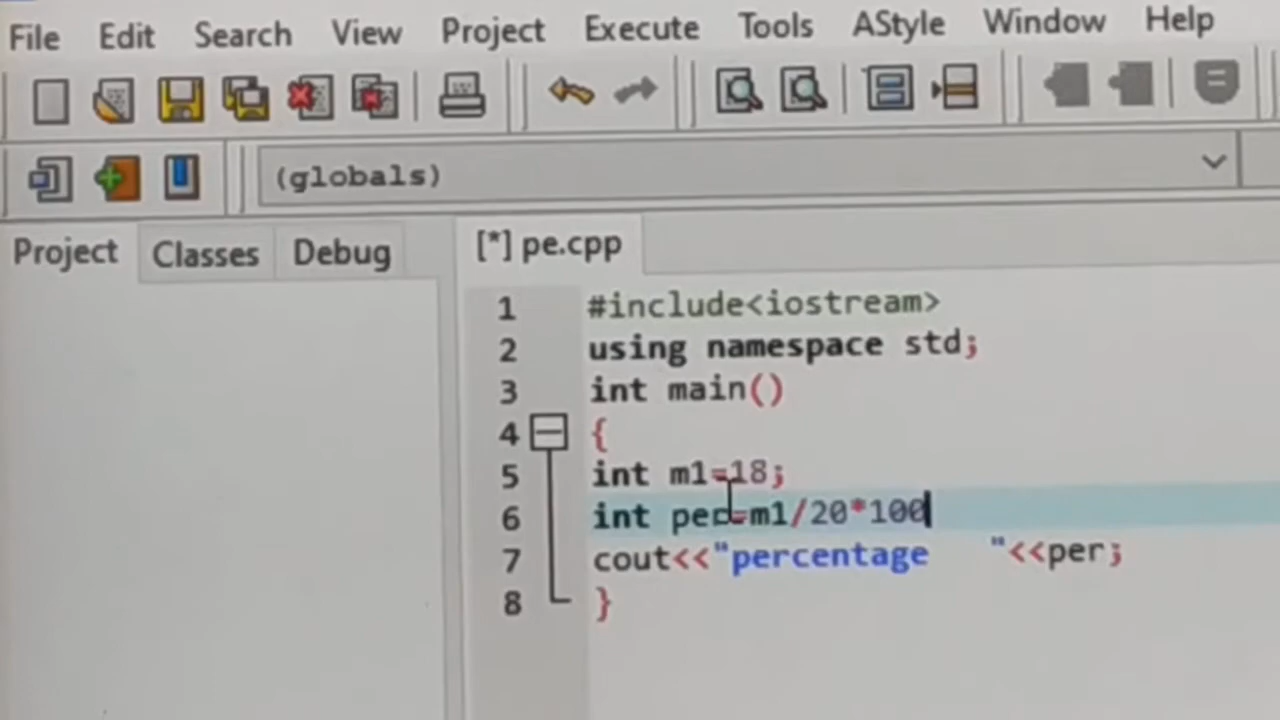 File Edit Search View Project Execute Tools AStyle Window Help
(globals)
Project Classes Debug
[*] pe.cpp
1 #include<iostream>
2 using namespace std;
3 int main()
4 {
5 int m1=18;
6 int per=m1/20*100
7 cout<<"percentage   "<<per;
8 }